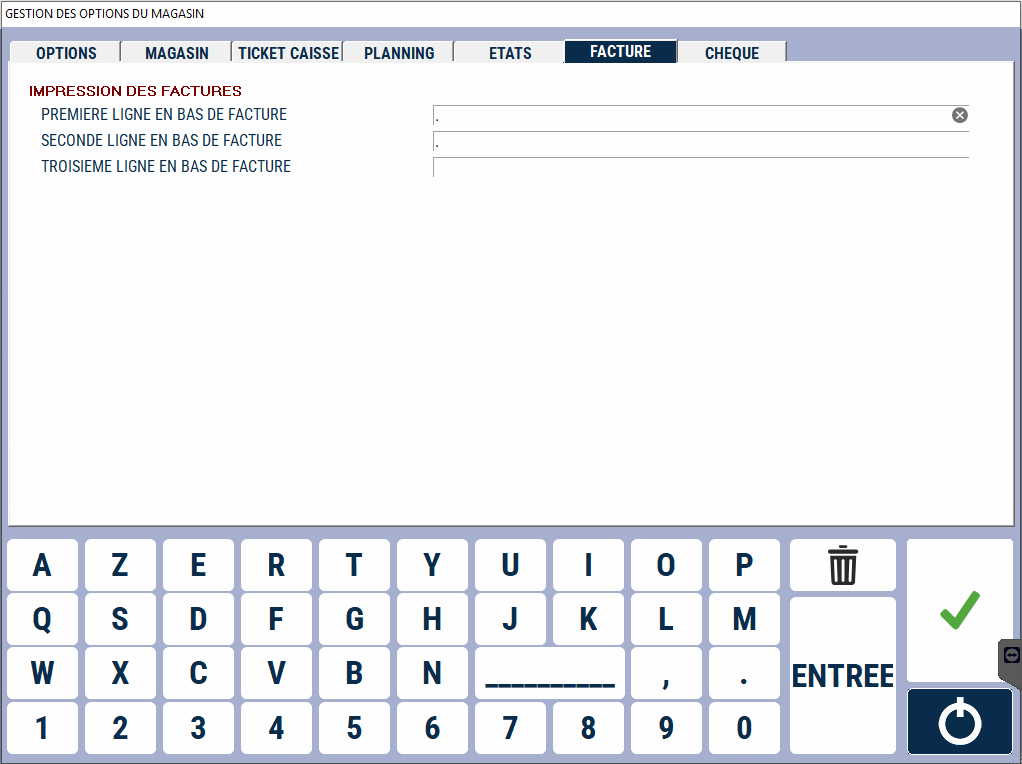 GESTION DES OPTIONS DU MAGASIN
OPTIONS MAGASIN TICKET CAISSE PLANNING ETATS FACTURE CHEQUE
IMPRESSION DES FACTURES
PREMIERE LIGNE EN BAS DE FACTURE .
SECONDE LIGNE EN BAS DE FACTURE .
TROISIEME LIGNE EN BAS DE FACTURE
A Z E R T Y U I O P
Q S D F G H J K L M
W X C V B N __________ , . ENTREE
1 2 3 4 5 6 7 8 9 0